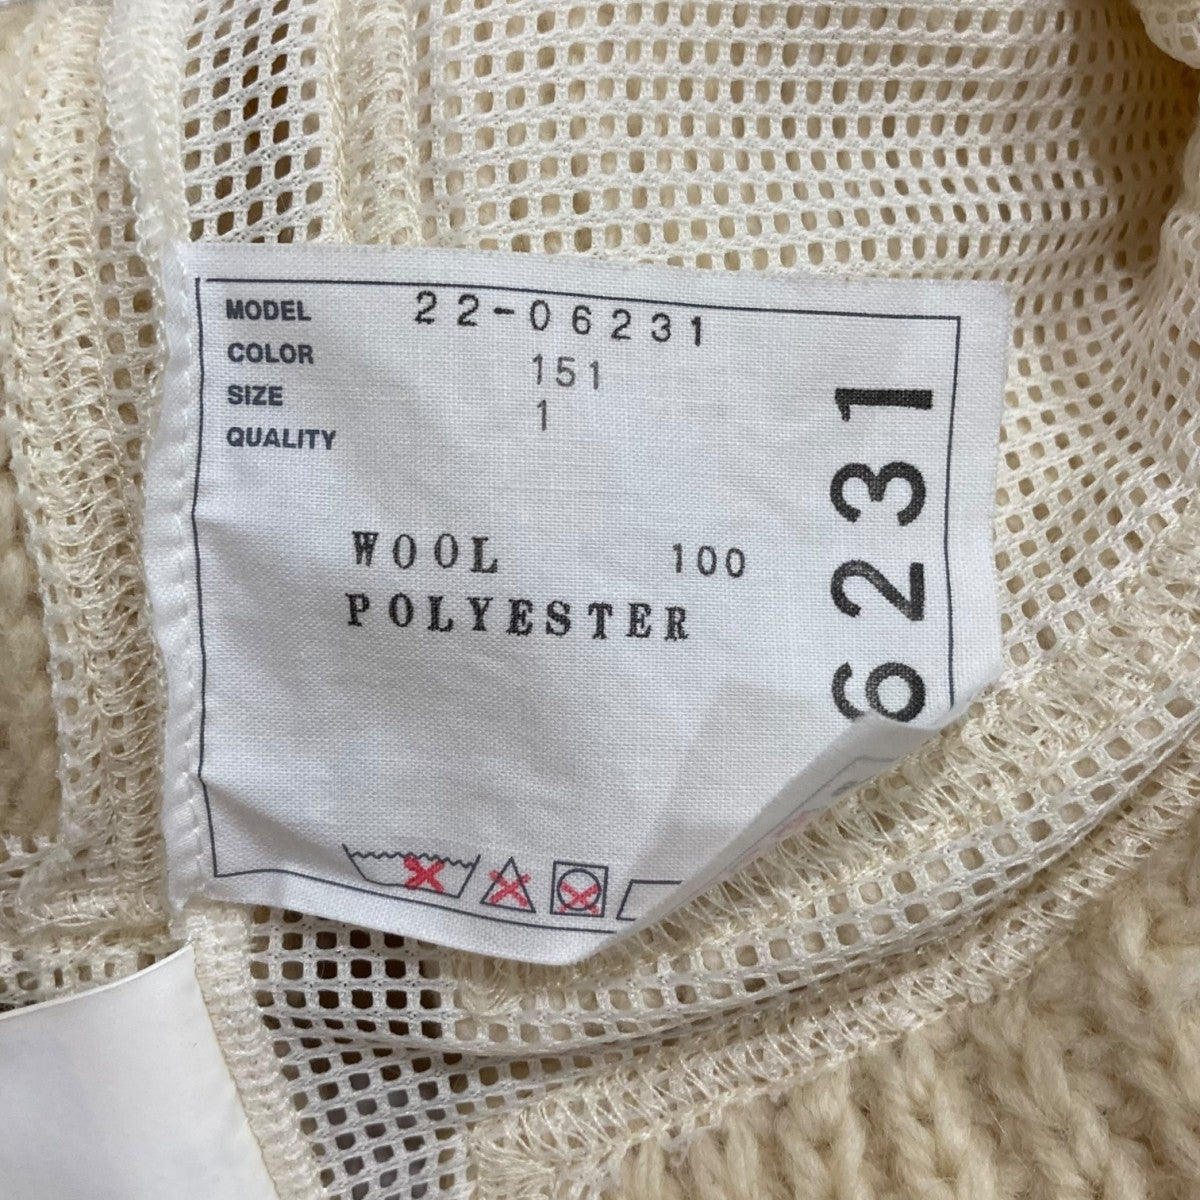 MODEL 22-06231
COLOR 151
SIZE 1
QUALITY
WOOL 100
POLYESTER
6231